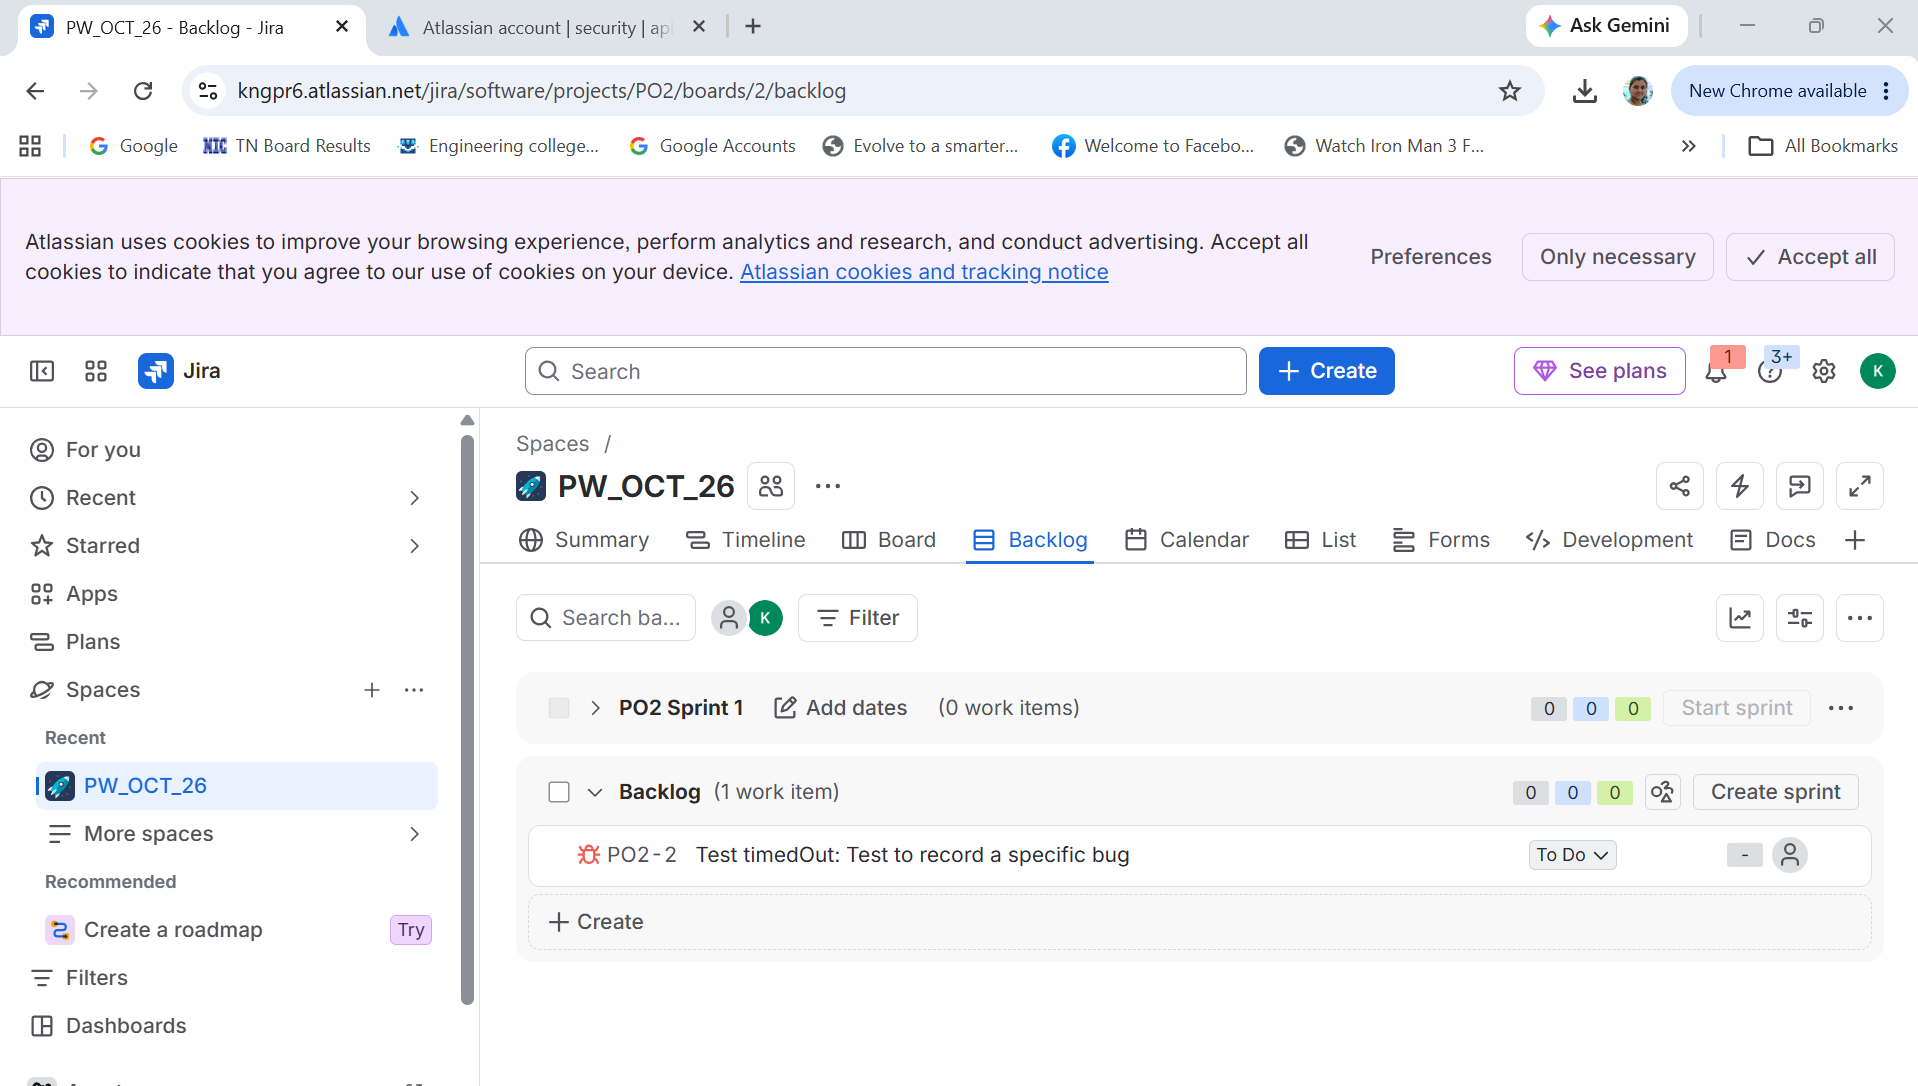 PW_OCT_26 - Backlog - Jira
Atlassian account | security | ap
Ask Gemini
kngpr6.atlassian.net/jira/software/projects/PO2/boards/2/backlog
New Chrome available
Google
NIC TN Board Results
Engineering college...
Google Accounts
Evolve to a smarter...
Welcome to Facebo...
Watch Iron Man 3 F...
All Bookmarks
Atlassian uses cookies to improve your browsing experience, perform analytics and research, and conduct advertising. Accept all
cookies to indicate that you agree to our use of cookies on your device. Atlassian cookies and tracking notice
Preferences
Only necessary
Accept all
Jira
Search
Create
See plans
1
3+
K
For you
Recent
Starred
Apps
Plans
Spaces
Recent
PW_OCT_26
More spaces
Recommended
Create a roadmap
Try
Filters
Dashboards
Spaces /
PW_OCT_26
Summary
Timeline
Board
Backlog
Calendar
List
Forms
Development
Docs
Search ba...
K
Filter
PO2 Sprint 1
Add dates
(0 work items)
0 0 0
Start sprint
Backlog (1 work item)
0 0 0
Create sprint
PO2-2 Test timedOut: Test to record a specific bug
To Do
-
Create